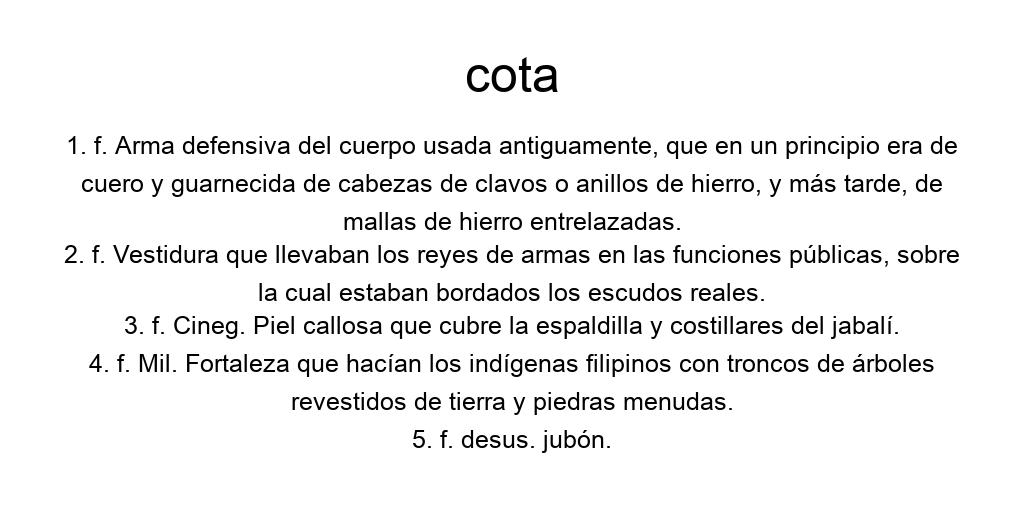 cota
1. f. Arma defensiva del cuerpo usada antiguamente, que en un principio era de
cuero y guarnecida de cabezas de clavos o anillos de hierro, y más tarde, de
mallas de hierro entrelazadas.
2. f. Vestidura que llevaban los reyes de armas en las funciones públicas, sobre
la cual estaban bordados los escudos reales.
3. f. Cineg. Piel callosa que cubre la espaldilla y costillares del jabalí.
4. f. Mil. Fortaleza que hacían los indígenas filipinos con troncos de árboles
revestidos de tierra y piedras menudas.
5. f. desus. jubón.